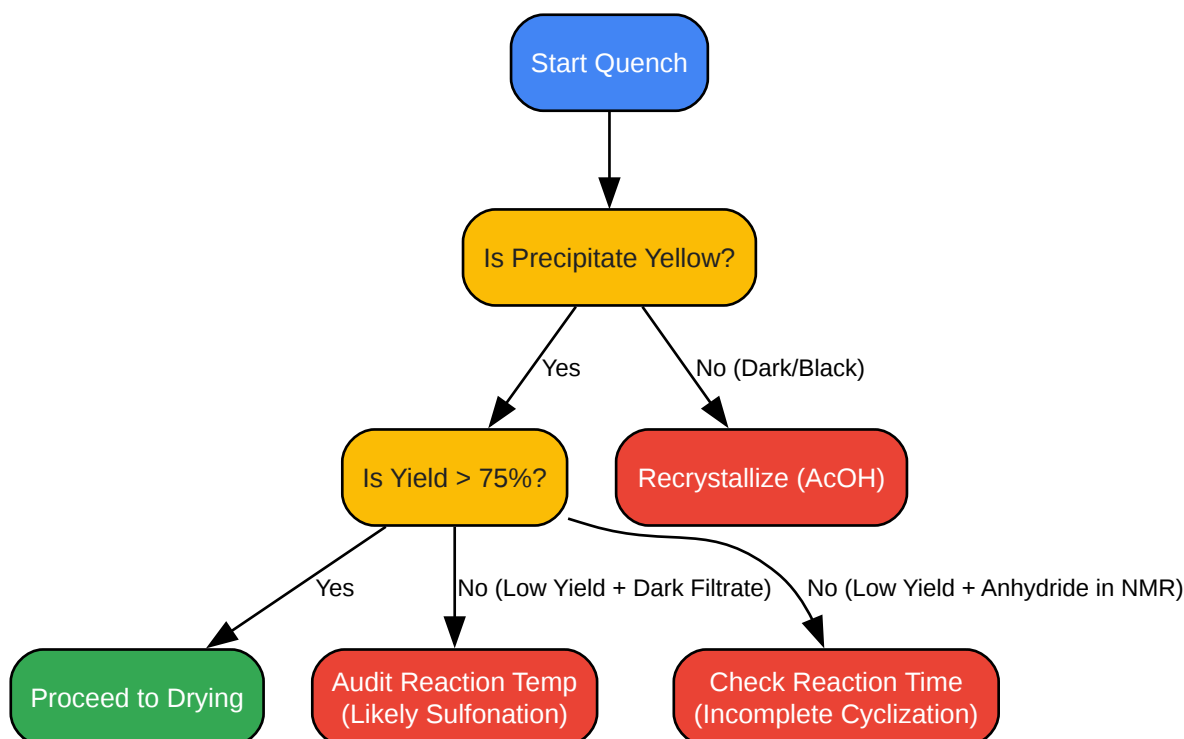 Start Quench
Is Precipitate Yellow?
Yes
No (Dark/Black)
Is Yield > 75%?
Recrystallize (AcOH)
Yes
No (Low Yield + Dark Filtrate)
No (Low Yield + Anhydride in NMR)
Proceed to Drying
Audit Reaction Temp
(Likely Sulfonation)
Check Reaction Time
(Incomplete Cyclization)